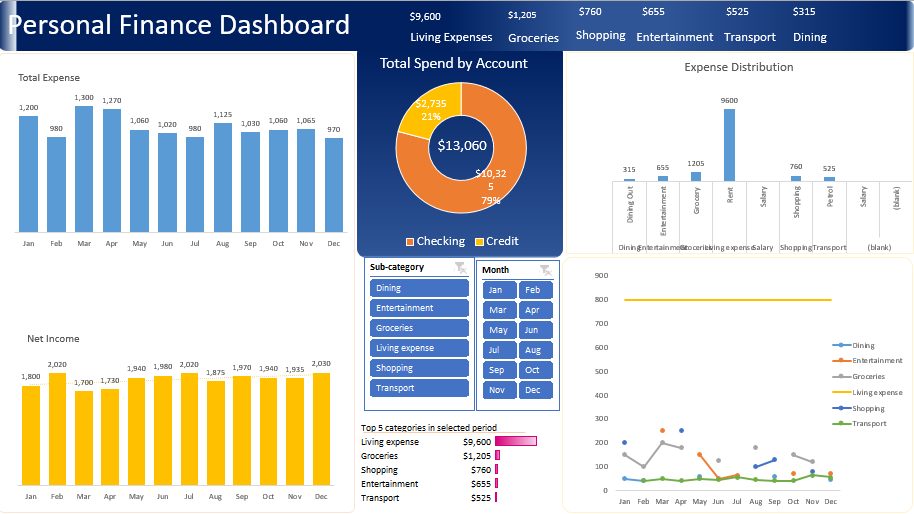 Personal Finance Dashboard
$9,600 $1,205 $760 $655 $525 $315
Living Expenses Groceries Shopping Entertainment Transport Dining
Total Expense
1,200 980 1,300 1,270 1,060 1,020 980 1,125 1,030 1,060 1,065 970
Jan Feb Mar Apr May Jun Jul Aug Sep Oct Nov Dec
Net Income
1,800 2,020 1,700 1,730 1,940 1,980 2,020 1,875 1,970 1,940 1,935 2,030
Jan Feb Mar Apr May Jun Jul Aug Sep Oct Nov Dec
Total Spend by Account
$2,735
21%
$13,060
$10,32
5
79%
Checking Credit
Sub-category
Dining
Entertainment
Groceries
Living expense
Shopping
Transport
Month
Jan Feb
Mar Apr
May Jun
Jul Aug
Sep Oct
Nov Dec
Top 5 categories in selected period
Living expense $9,600
Groceries $1,205
Shopping $760
Entertainment $655
Transport $525
Expense Distribution
315 655 1205 9600 760 525
Dining Out Entertainment Grocery Rent Salary Shopping Petrol Salary (blank)
Dining Entertainment Groceries Living expense Salary Shopping Transport (blank)
900
800
700
600
500
400
300
200
100
0
Jan Feb Mar Apr May Jun Jul Aug Sep Oct Nov Dec
Dining
Entertainment
Groceries
Living expense
Shopping
Transport